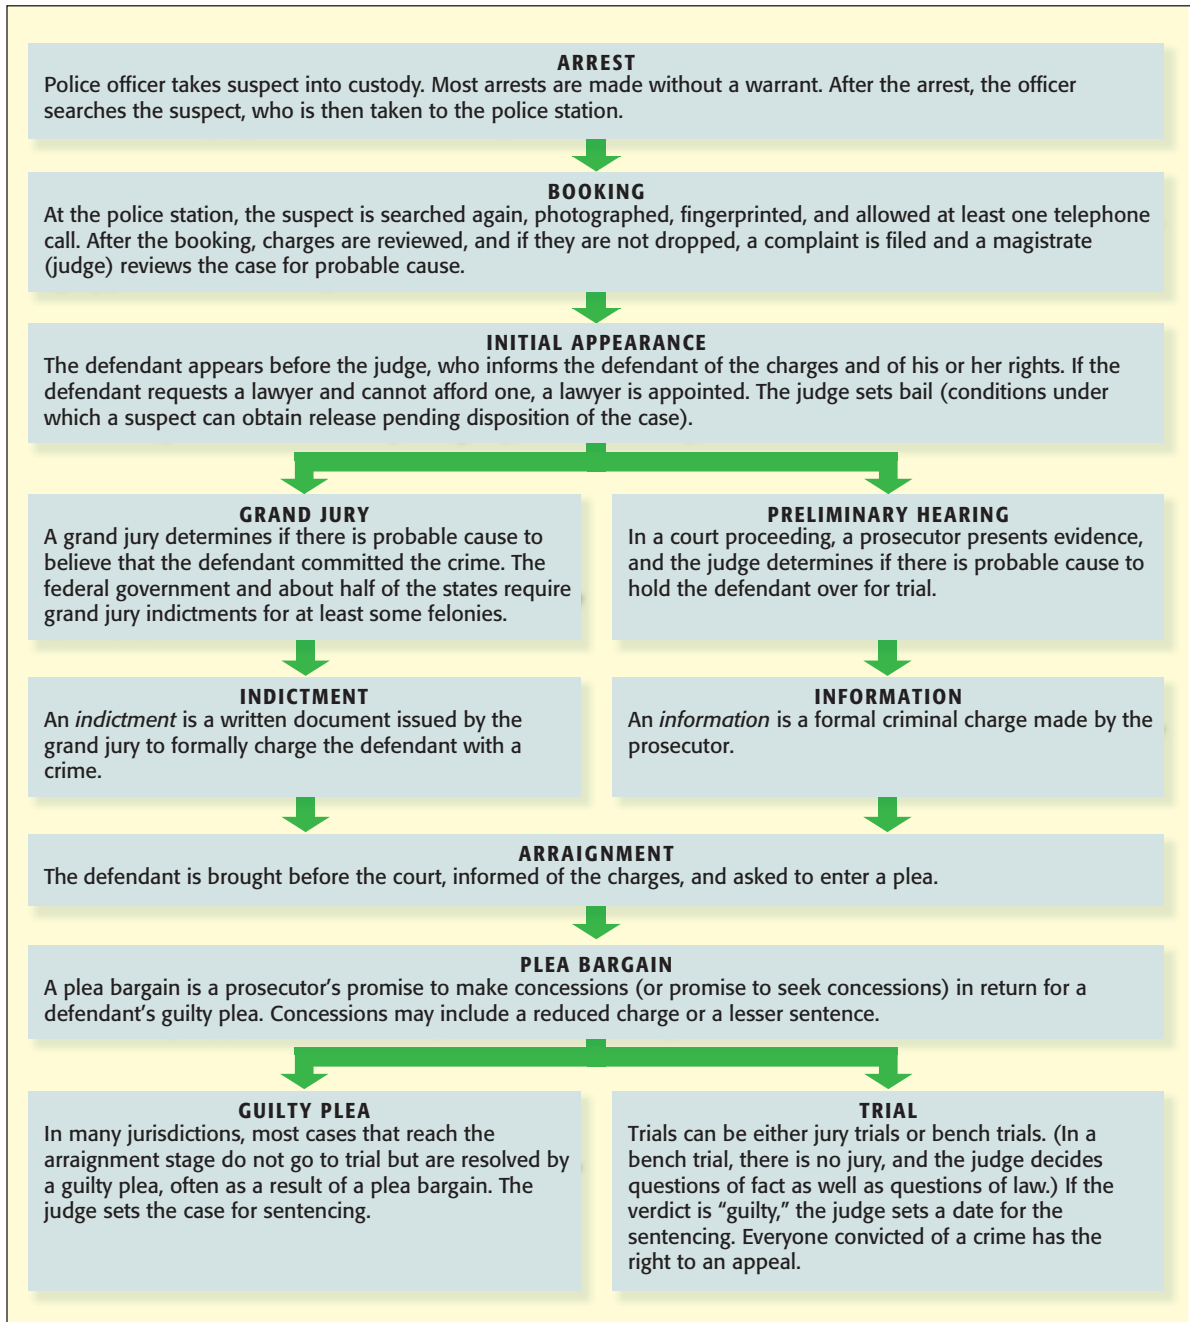 ARREST
Police officer takes suspect into custody. Most arrests are made without a warrant. After the arrest, the officer
searches the suspect, who is then taken to the police station.
BOOKING
At the police station, the suspect is searched again, photographed, fingerprinted, and allowed at least one telephone
call. After the booking, charges are reviewed, and if they are not dropped, a complaint is filed and a magistrate
(judge) reviews the case for probable cause.
INITIAL APPEARANCE
The defendant appears before the judge, who informs the defendant of the charges and of his or her rights. If the
defendant requests a lawyer and cannot afford one, a lawyer is appointed. The judge sets bail (conditions under
which a suspect can obtain release pending disposition of the case).
GRAND JURY
A grand jury determines if there is probable cause to
believe that the defendant committed the crime. The
federal government and about half of the states require
grand jury indictments for at least some felonies.
PRELIMINARY HEARING
In a court proceeding, a prosecutor presents evidence,
and the judge determines if there is probable cause to
hold the defendant over for trial.
INDICTMENT
An indictment is a written document issued by the
grand jury to formally charge the defendant with a
crime.
INFORMATION
An information is a formal criminal charge made by the
prosecutor.
ARRAIGNMENT
The defendant is brought before the court, informed of the charges, and asked to enter a plea.
PLEA BARGAIN
A plea bargain is a prosecutor’s promise to make concessions (or promise to seek concessions) in return for a
defendant’s guilty plea. Concessions may include a reduced charge or a lesser sentence.
GUILTY PLEA
In many jurisdictions, most cases that reach the
arraignment stage do not go to trial but are resolved by
a guilty plea, often as a result of a plea bargain. The
judge sets the case for sentencing.
TRIAL
Trials can be either jury trials or bench trials. (In a
bench trial, there is no jury, and the judge decides
questions of fact as well as questions of law.) If the
verdict is “guilty,” the judge sets a date for the
sentencing. Everyone convicted of a crime has the
right to an appeal.